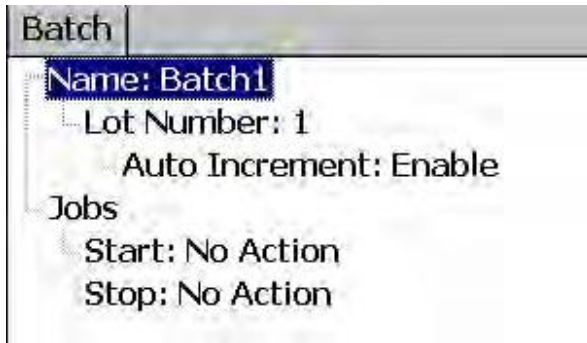 Batch
Name: Batch1
Lot Number: 1
Auto Increment: Enable
Jobs
Start: No Action
Stop: No Action